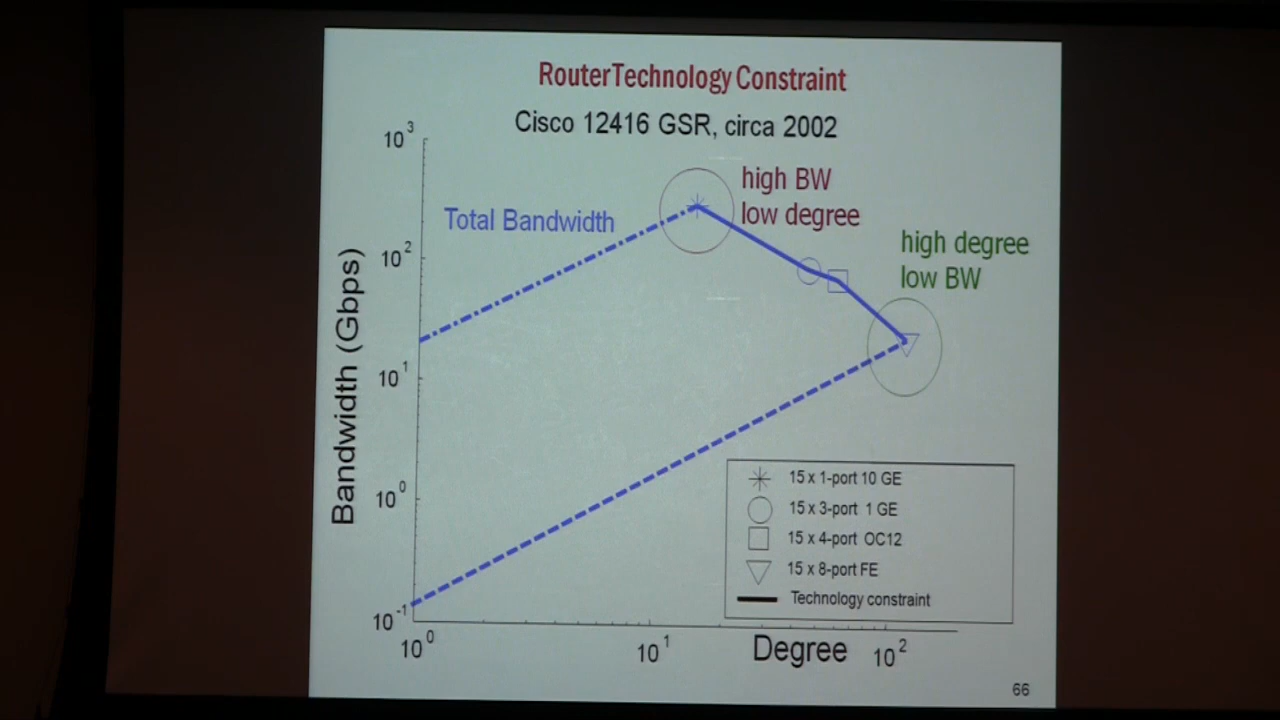 RouterTechnology Constraint
Cisco 12416 GSR, circa 2002
10^3
high BW
low degree
Total Bandwidth
high degree
low BW
10^2
Bandwidth (Gbps)
10^1
10^0
15 x 1-port 10 GE
15 x 3-port 1 GE
15 x 4-port OC12
15 x 8-port FE
Technology constraint
10^-1
10^0
10^1
Degree
10^2
66